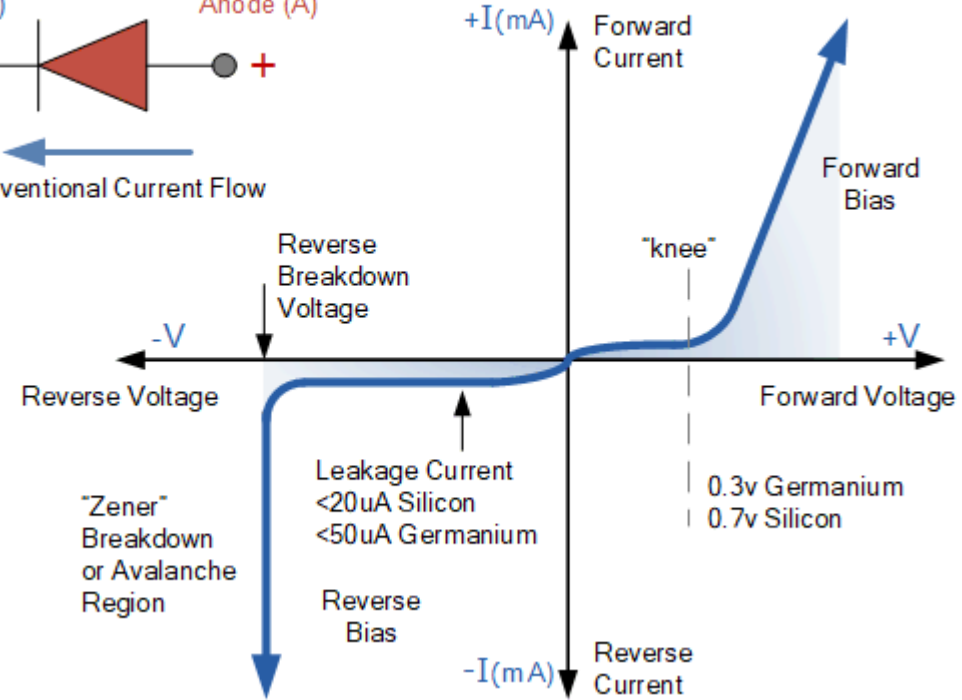 )
Anode (A)
+
ventional Current Flow
+I(mA)
Forward
Current
Forward
Bias
"knee"
Reverse
Breakdown
Voltage
-V
+V
Reverse Voltage
Forward Voltage
Leakage Current
<20uA Silicon
<50uA Germanium
0.3v Germanium
0.7v Silicon
"Zener"
Breakdown
or Avalanche
Region
Reverse
Bias
-I(mA)
Reverse
Current